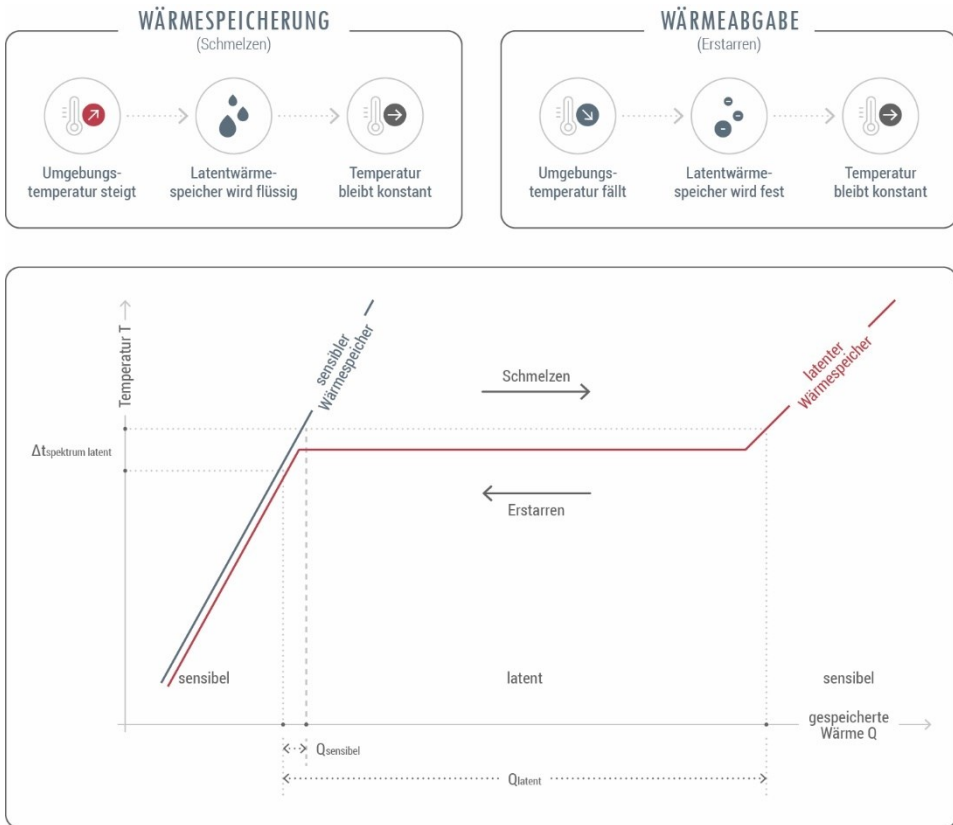 WÄRMESPEICHERUNG
(Schmelzen)
Umgebungs-
temperatur steigt
Latentwärme-
speicher wird flüssig
Temperatur
bleibt konstant
WÄRMEABGABE
(Erstarren)
Umgebungs-
temperatur fällt
Latentwärme-
speicher wird fest
Temperatur
bleibt konstant
Temperatur T
sensibler
Wärmespeicher
Schmelzen
latenter
Wärmespeicher
Δtspektrum latent
Erstarren
sensibel
latent
sensibel
gespeicherte
Wärme Q
Qsensibel
Qlatent